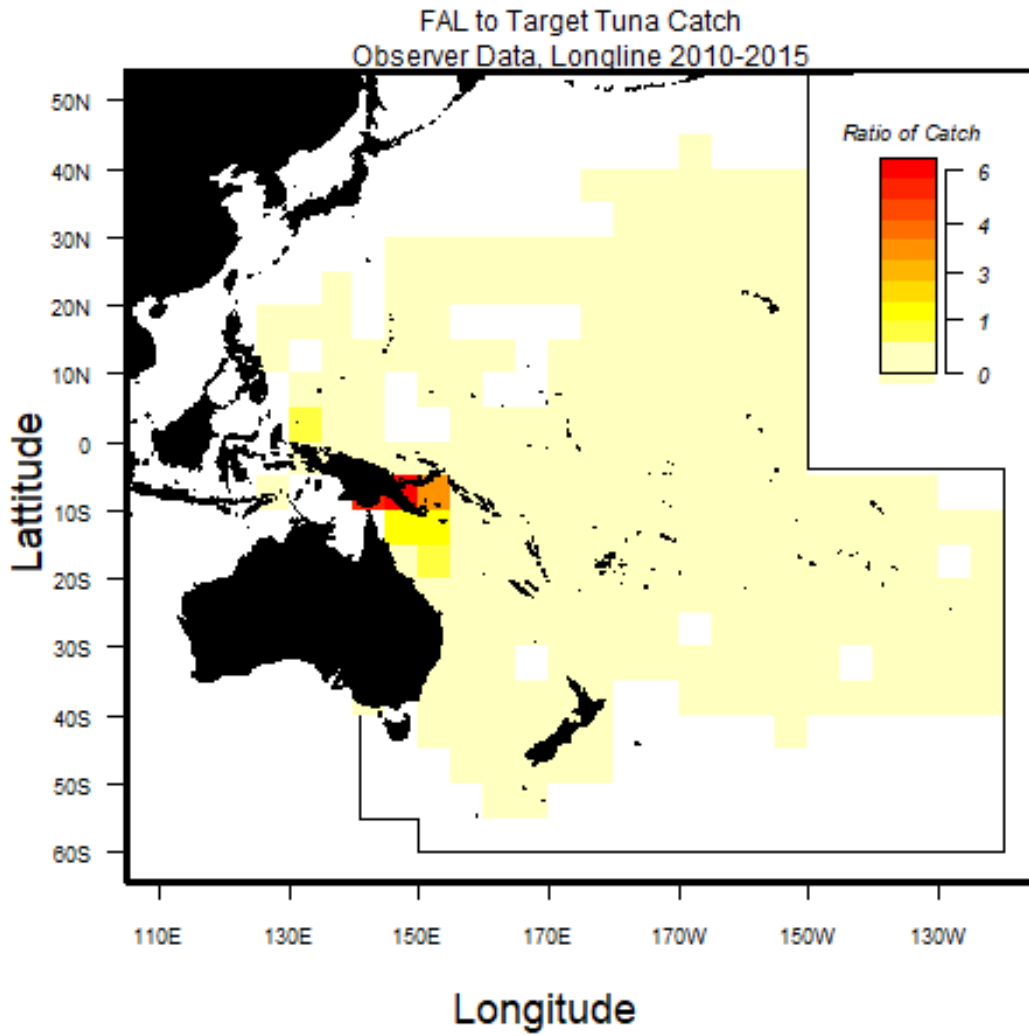 FAL to Target Tuna Catch
Observer Data, Longline 2010-2015
Ratio of Catch
6
4
3
1
0
50N
40N
30N
20N
10N
0
10S
20S
30S
40S
50S
60S
Lattitude
110E 130E 150E 170E 170W 150W 130W
Longitude